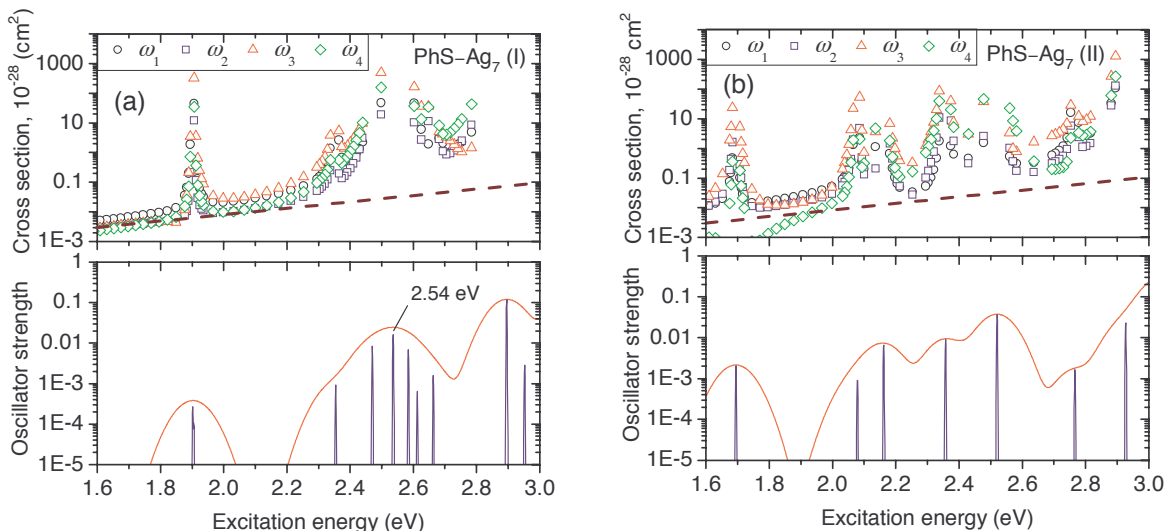 Cross section, 10⁻²⁸ (cm²)
1000
10
0.1
1E-3
ω₁ ω₂ ω₃ ω₄
PhS–Ag₇ (I)
(a)
Oscillator strength
1
0.1
0.01
1E-3
1E-4
1E-5
2.54 eV
1.6 1.8 2.0 2.2 2.4 2.6 2.8 3.0
Excitation energy (eV)
Cross section, 10⁻²⁸ cm²
1000
10
0.1
1E-3
ω₁ ω₂ ω₃ ω₄
PhS–Ag₇ (II)
(b)
Oscillator strength
1
0.1
0.01
1E-3
1E-4
1E-5
1.6 1.8 2.0 2.2 2.4 2.6 2.8 3.0
Excitation energy (eV)